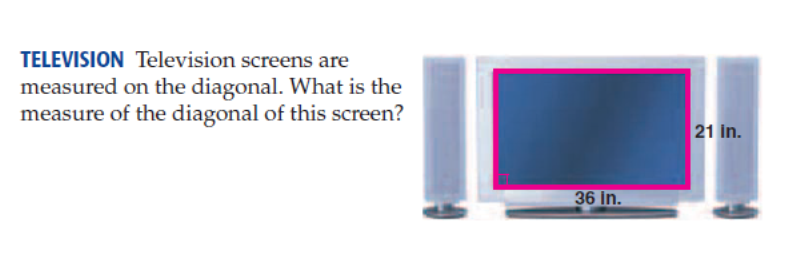 TELEVISION Television screens are
measured on the diagonal. What is the
measure of the diagonal of this screen?
21 in.
36 in.